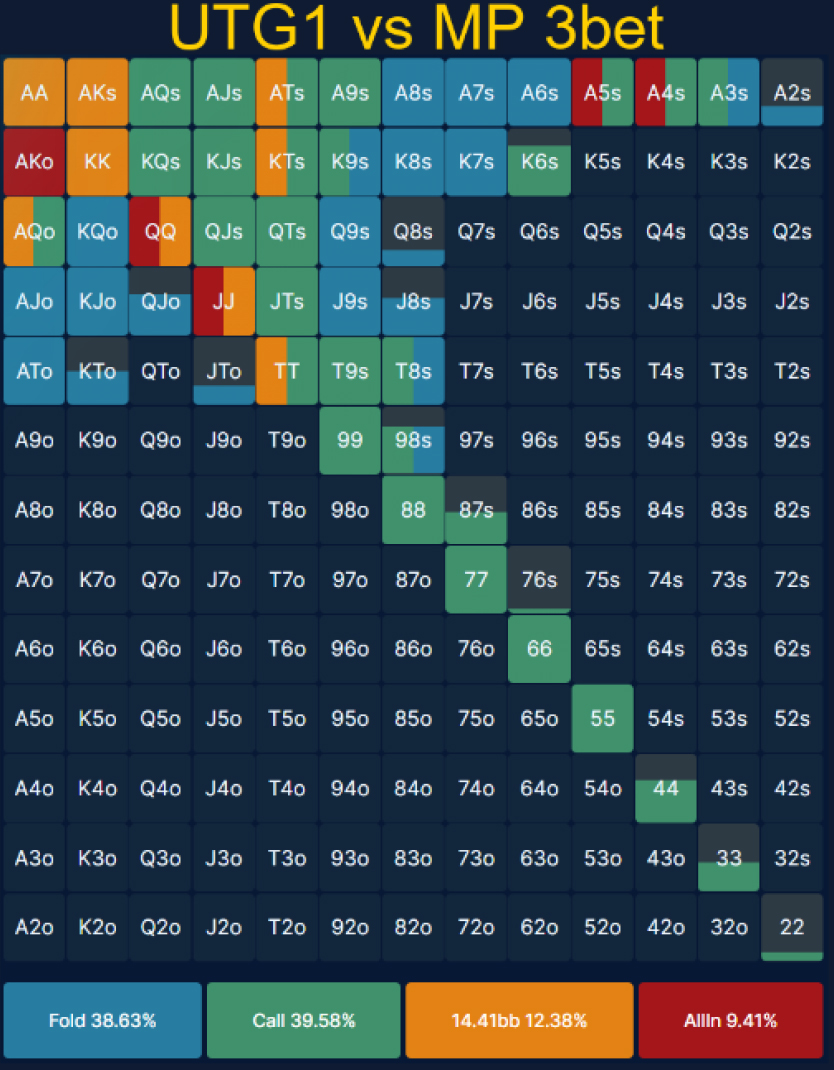 UTG1 vs MP 3bet
AA AKs AQs AJs ATs A9s A8s A7s A6s A5s A4s A3s A2s
AKo KK KQs KJs KTs K9s K8s K7s K6s K5s K4s K3s K2s
AQo KQo QQ QJs QTs Q9s Q8s Q7s Q6s Q5s Q4s Q3s Q2s
AJo KJo QJo JJ JTs J9s J8s J7s J6s J5s J4s J3s J2s
ATo KTo QTo JTo TT T9s T8s T7s T6s T5s T4s T3s T2s
A9o K9o Q9o J9o T9o 99 98s 97s 96s 95s 94s 93s 92s
A8o K8o Q8o J8o T8o 98o 88 87s 86s 85s 84s 83s 82s
A7o K7o Q7o J7o T7o 97o 87o 77 76s 75s 74s 73s 72s
A6o K6o Q6o J6o T6o 96o 86o 76o 66 65s 64s 63s 62s
A5o K5o Q5o J5o T5o 95o 85o 75o 65o 55 54s 53s 52s
A4o K4o Q4o J4o T4o 94o 84o 74o 64o 54o 44 43s 42s
A3o K3o Q3o J3o T3o 93o 83o 73o 63o 53o 43o 33 32s
A2o K2o Q2o J2o T2o 92o 82o 72o 62o 52o 42o 32o 22
Fold 38.63% Call 39.58% 14.41bb 12.38% AllIn 9.41%